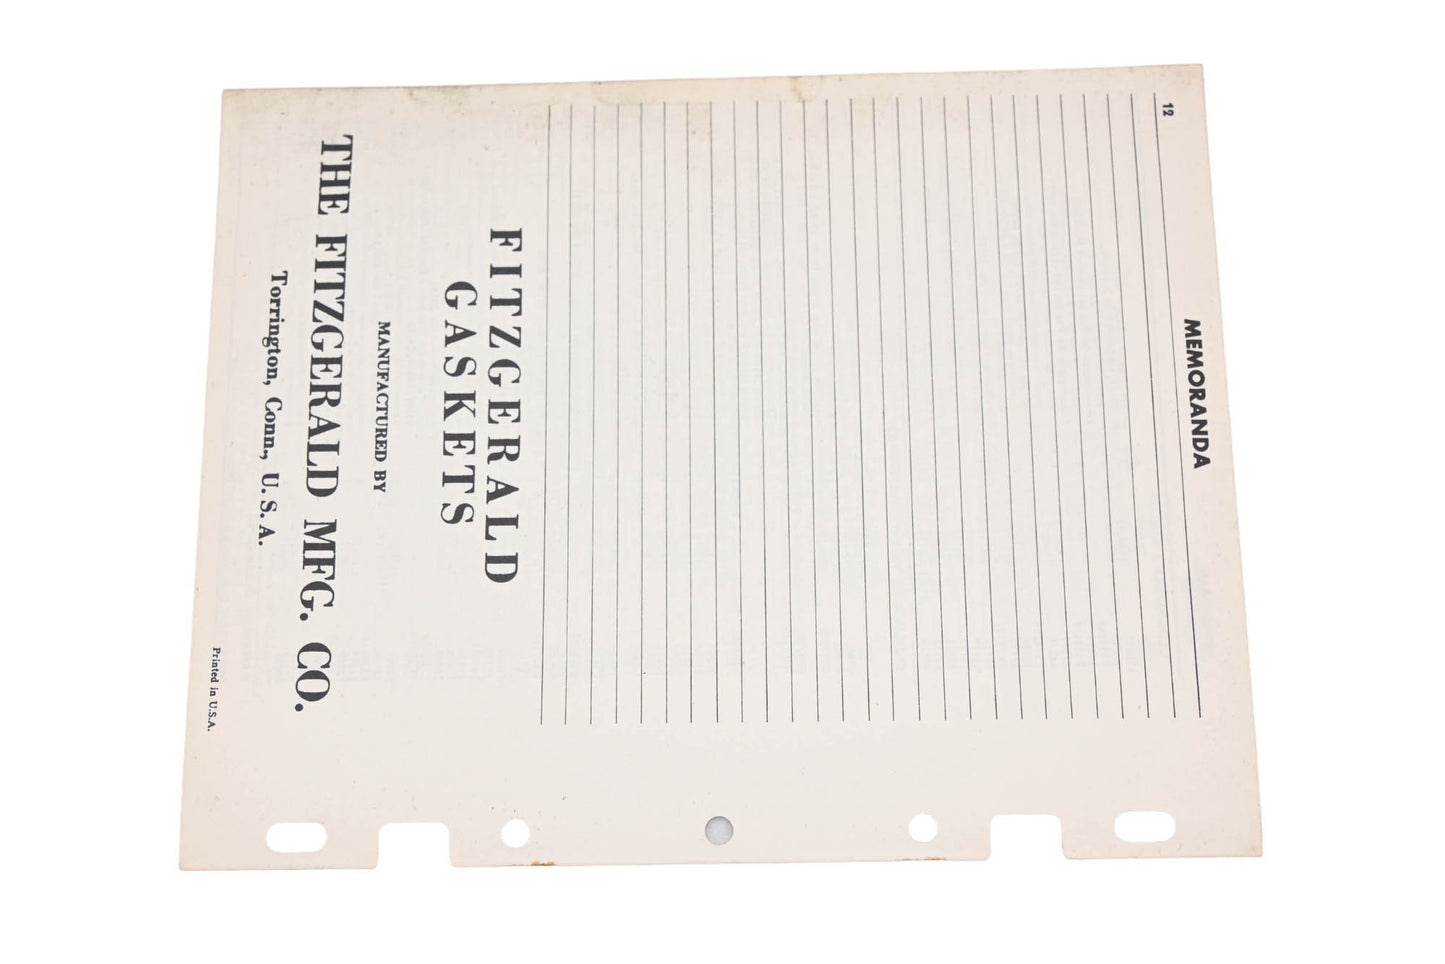 12
MEMORANDA
FITZGERALD
GASKETS
MANUFACTURED BY
THE FITZGERALD MFG. CO.
Torrington, Conn., U. S. A.
Printed in U.S.A.